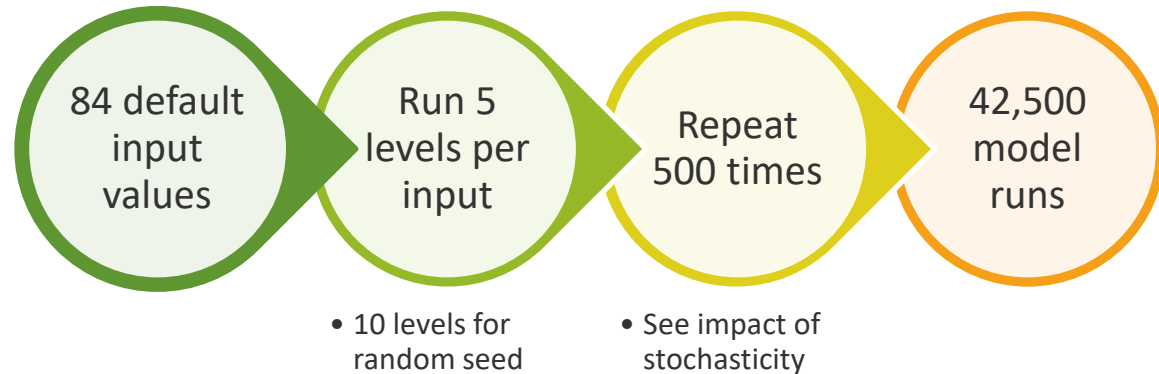 84 default
input
values
Run 5
levels per
input
• 10 levels for
random seed
Repeat
500 times
• See impact of
stochasticity
42,500
model
runs